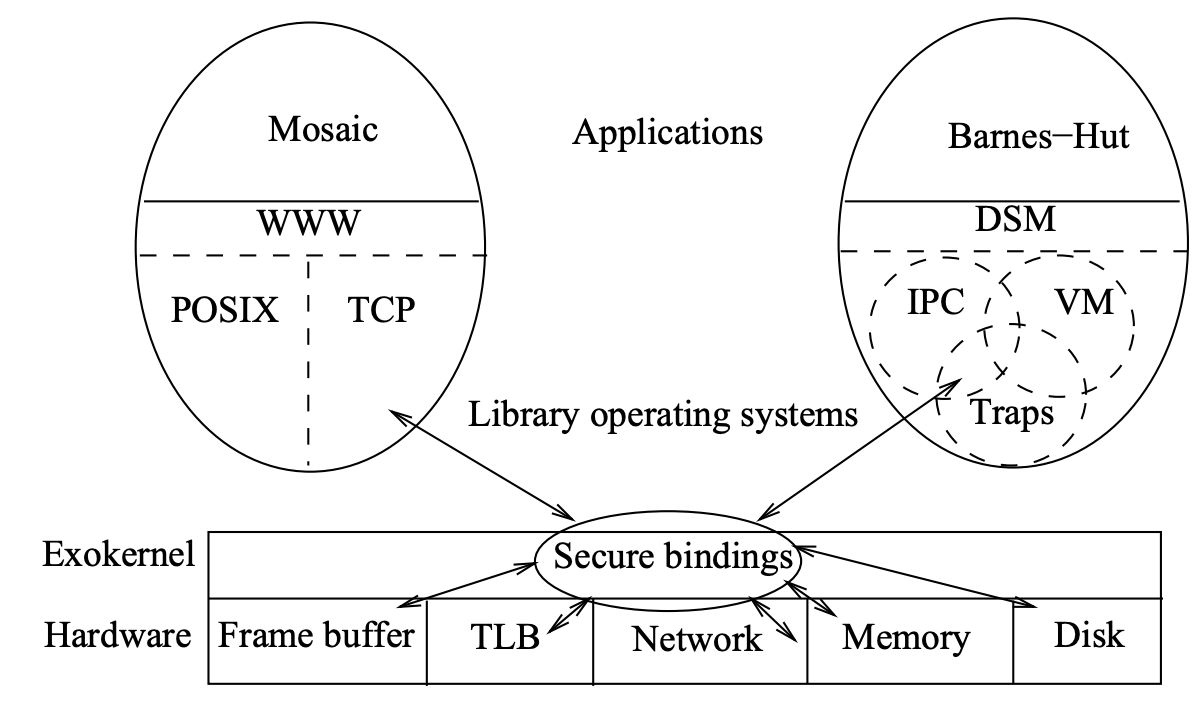 Mosaic
Applications
Barnes−Hut
WWW
DSM
POSIX
TCP
IPC
VM
Library operating systems
Traps
Exokernel
Secure bindings
Hardware
Frame buffer
TLB
Network
Memory
Disk